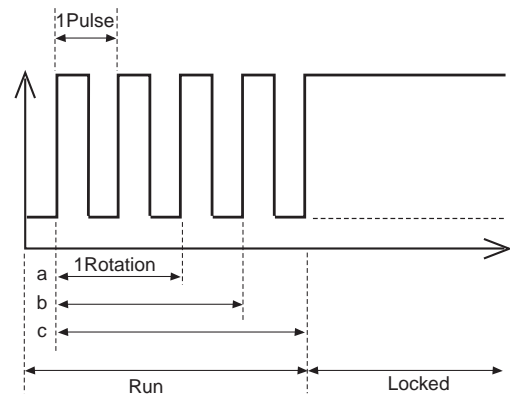 1Pulse
a 1Rotation
b
c
Run Locked